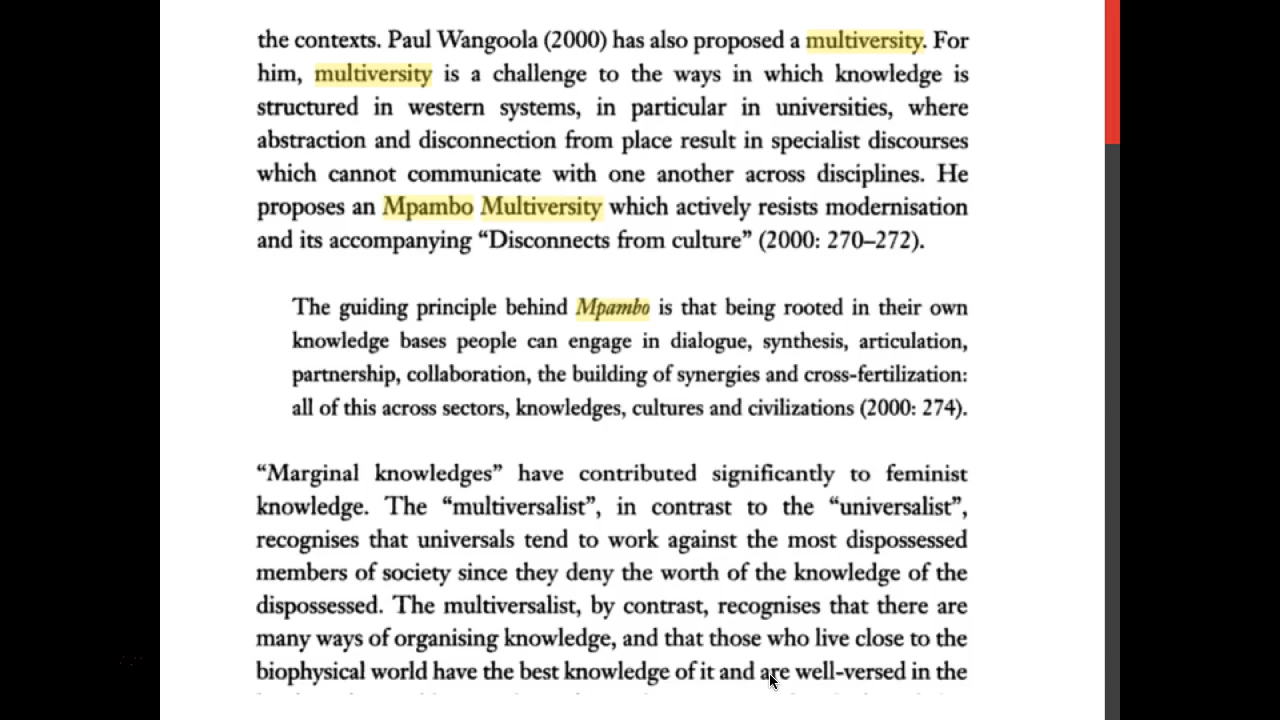 the contexts. Paul Wangoola (2000) has also proposed a multiversity. For
him, multiversity is a challenge to the ways in which knowledge is
structured in western systems, in particular in universities, where
abstraction and disconnection from place result in specialist discourses
which cannot communicate with one another across disciplines. He
proposes an Mpambo Multiversity which actively resists modernisation
and its accompanying “Disconnects from culture” (2000: 270–272).
The guiding principle behind Mpambo is that being rooted in their own
knowledge bases people can engage in dialogue, synthesis, articulation,
partnership, collaboration, the building of synergies and cross-fertilization:
all of this across sectors, knowledges, cultures and civilizations (2000: 274).
“Marginal knowledges” have contributed significantly to feminist
knowledge. The “multiversalist”, in contrast to the “universalist”,
recognises that universals tend to work against the most dispossessed
members of society since they deny the worth of the knowledge of the
dispossessed. The multiversalist, by contrast, recognises that there are
many ways of organising knowledge, and that those who live close to the
biophysical world have the best knowledge of it and are well-versed in the